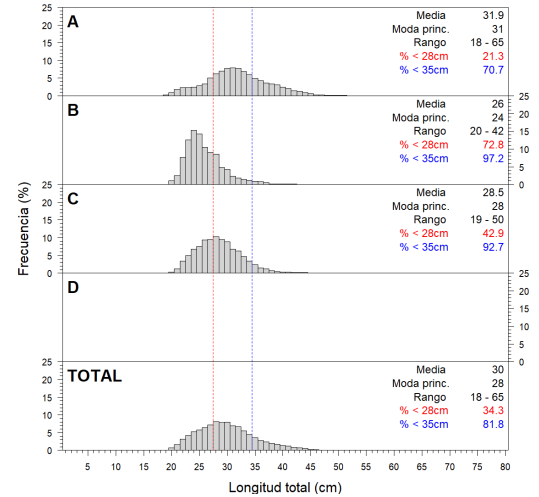 Frecuencia (%)
25
20
15
10
5
0
A
Media 31.9
Moda princ. 31
Rango 18 - 65
% < 28cm 21.3
% < 35cm 70.7
B
Media 26
Moda princ. 24
Rango 20 - 42
% < 28cm 72.8
% < 35cm 97.2
25
20
15
10
5
0
25
20
15
10
5
0
C
Media 28.5
Moda princ. 28
Rango 19 - 50
% < 28cm 42.9
% < 35cm 92.7
D
25
20
15
10
5
0
25
20
15
10
5
0
TOTAL
Media 30
Moda princ. 28
Rango 18 - 65
% < 28cm 34.3
% < 35cm 81.8
5 10 15 20 25 30 35 40 45 50 55 60 65 70 75 80
Longitud total (cm)